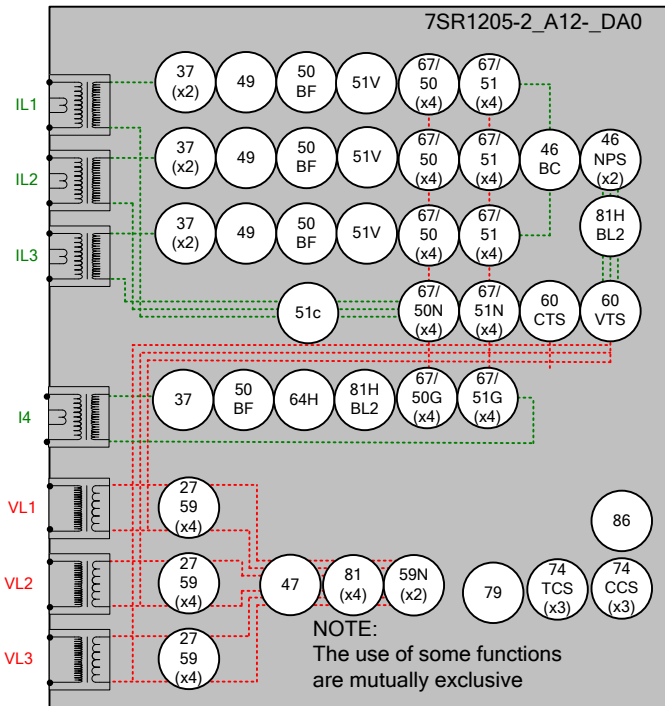 7SR1205-2_A12-_DA0
IL1
37
(x2)
49
50
BF
51V
67/
50
(x4)
67/
51
(x4)
IL2
37
(x2)
49
50
BF
51V
67/
50
(x4)
67/
51
(x4)
46
BC
46
NPS
(x2)
IL3
37
(x2)
49
50
BF
51V
67/
50
(x4)
67/
51
(x4)
81H
BL2
51c
67/
50N
(x4)
67/
51N
(x4)
60
CTS
60
VTS
I4
37
50
BF
64H
81H
BL2
67/
50G
(x4)
67/
51G
(x4)
VL1
27
59
(x4)
86
VL2
27
59
(x4)
47
81
(x4)
59N
(x2)
79
74
TCS
(x3)
74
CCS
(x3)
VL3
27
59
(x4)
NOTE:
The use of some functions
are mutually exclusive